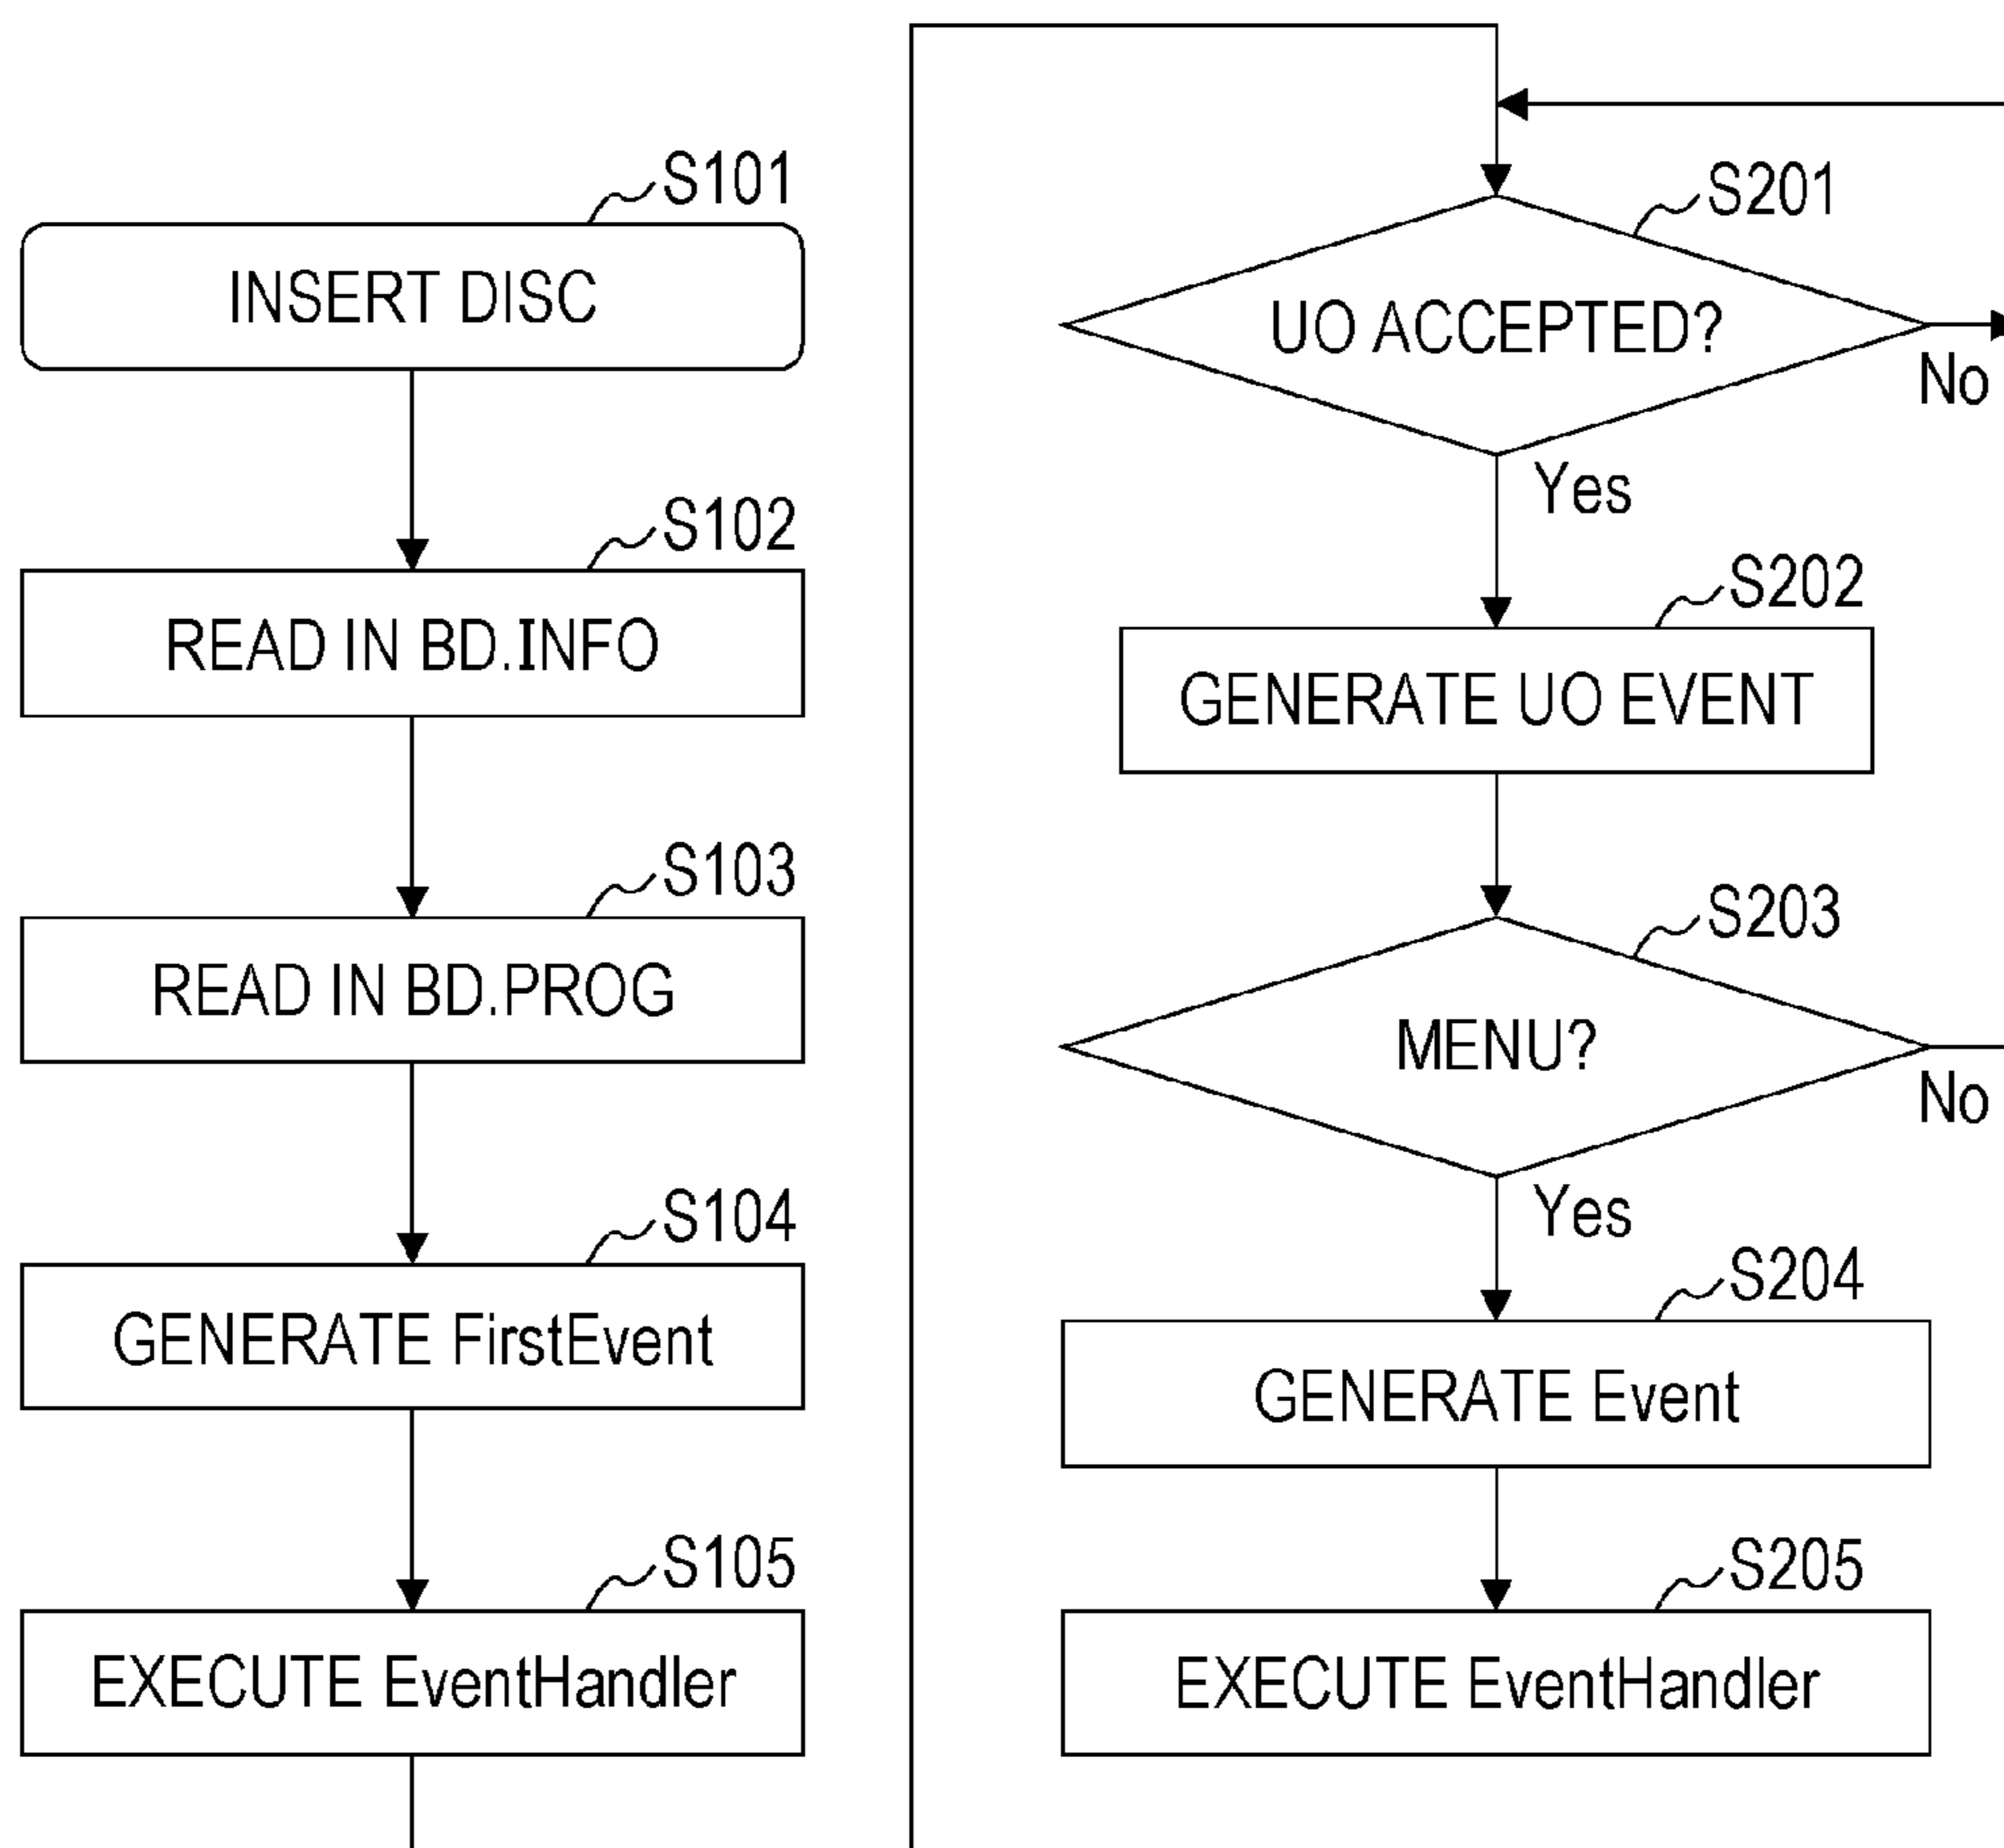 S101
INSERT DISC
S102
READ IN BD.INFO
S103
READ IN BD.PROG
S104
GENERATE FirstEvent
S105
EXECUTE EventHandler
S201
UO ACCEPTED?
No
Yes
S202
GENERATE UO EVENT
S203
MENU?
No
Yes
S204
GENERATE Event
S205
EXECUTE EventHandler